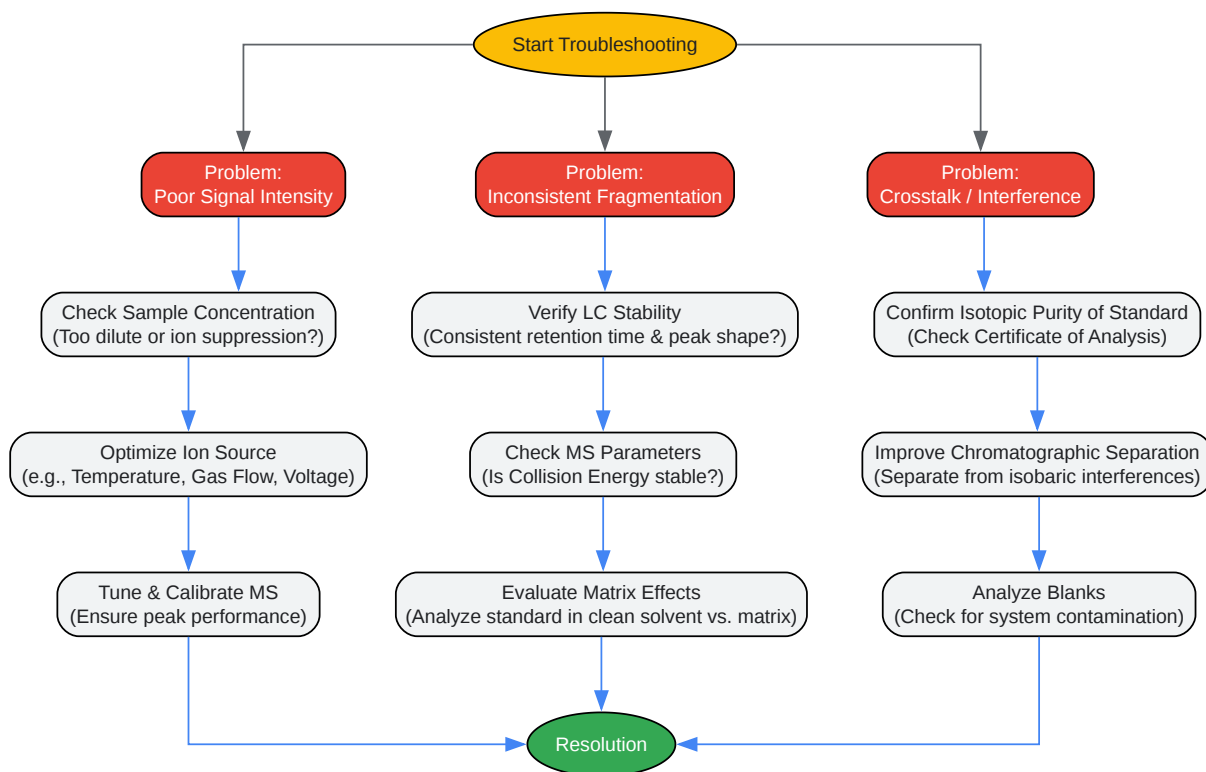 Start Troubleshooting
Problem:
Poor Signal Intensity
Problem:
Inconsistent Fragmentation
Problem:
Crosstalk / Interference
Check Sample Concentration
(Too dilute or ion suppression?)
Verify LC Stability
(Consistent retention time & peak shape?)
Confirm Isotopic Purity of Standard
(Check Certificate of Analysis)
Optimize Ion Source
(e.g., Temperature, Gas Flow, Voltage)
Check MS Parameters
(Is Collision Energy stable?)
Improve Chromatographic Separation
(Separate from isobaric interferences)
Tune & Calibrate MS
(Ensure peak performance)
Evaluate Matrix Effects
(Analyze standard in clean solvent vs. matrix)
Analyze Blanks
(Check for system contamination)
Resolution